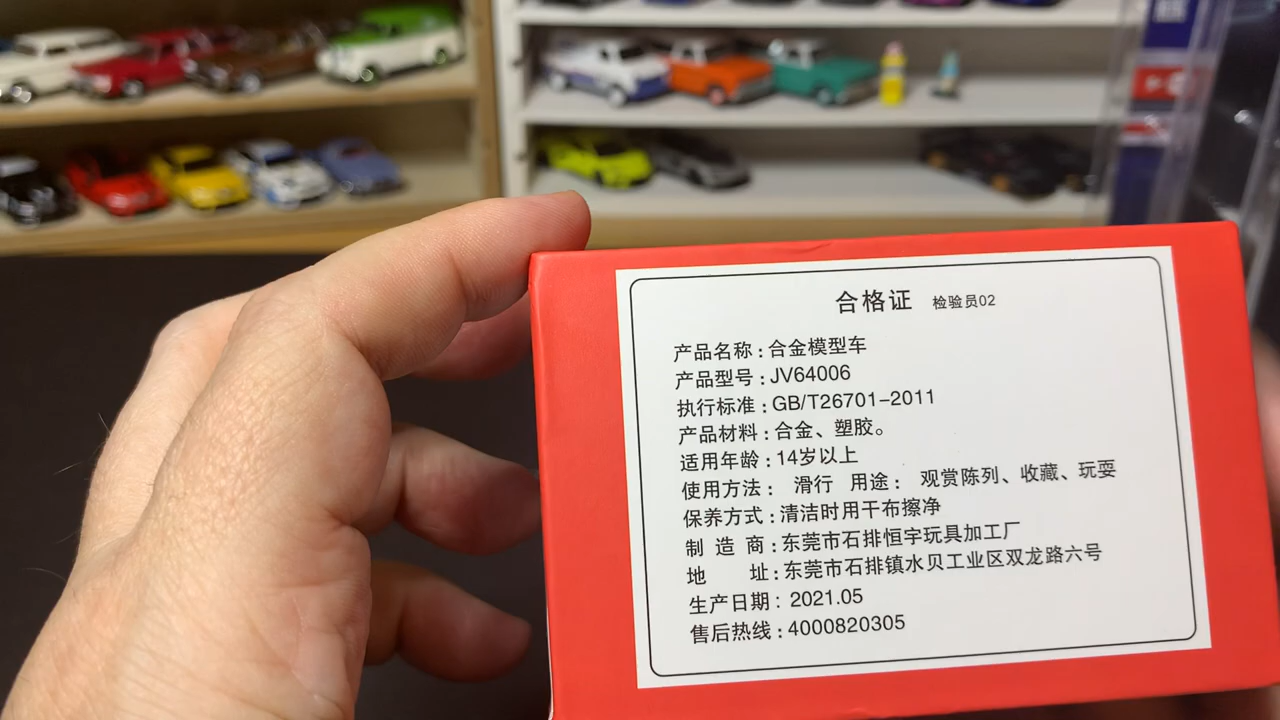 合格证 检验员02
产品名称：合金模型车
产品型号：JV64006
执行标准：GB/T26701-2011
产品材料：合金、塑胶。
适用年龄：14岁以上
使用方法： 滑行 用途： 观赏陈列、收藏、玩耍
保养方式：清洁时用干布擦净
制 造 商：东莞市石排恒宇玩具加工厂
地 址：东莞市石排镇水贝工业区双龙路六号
生产日期：2021.05
售后热线：4000820305